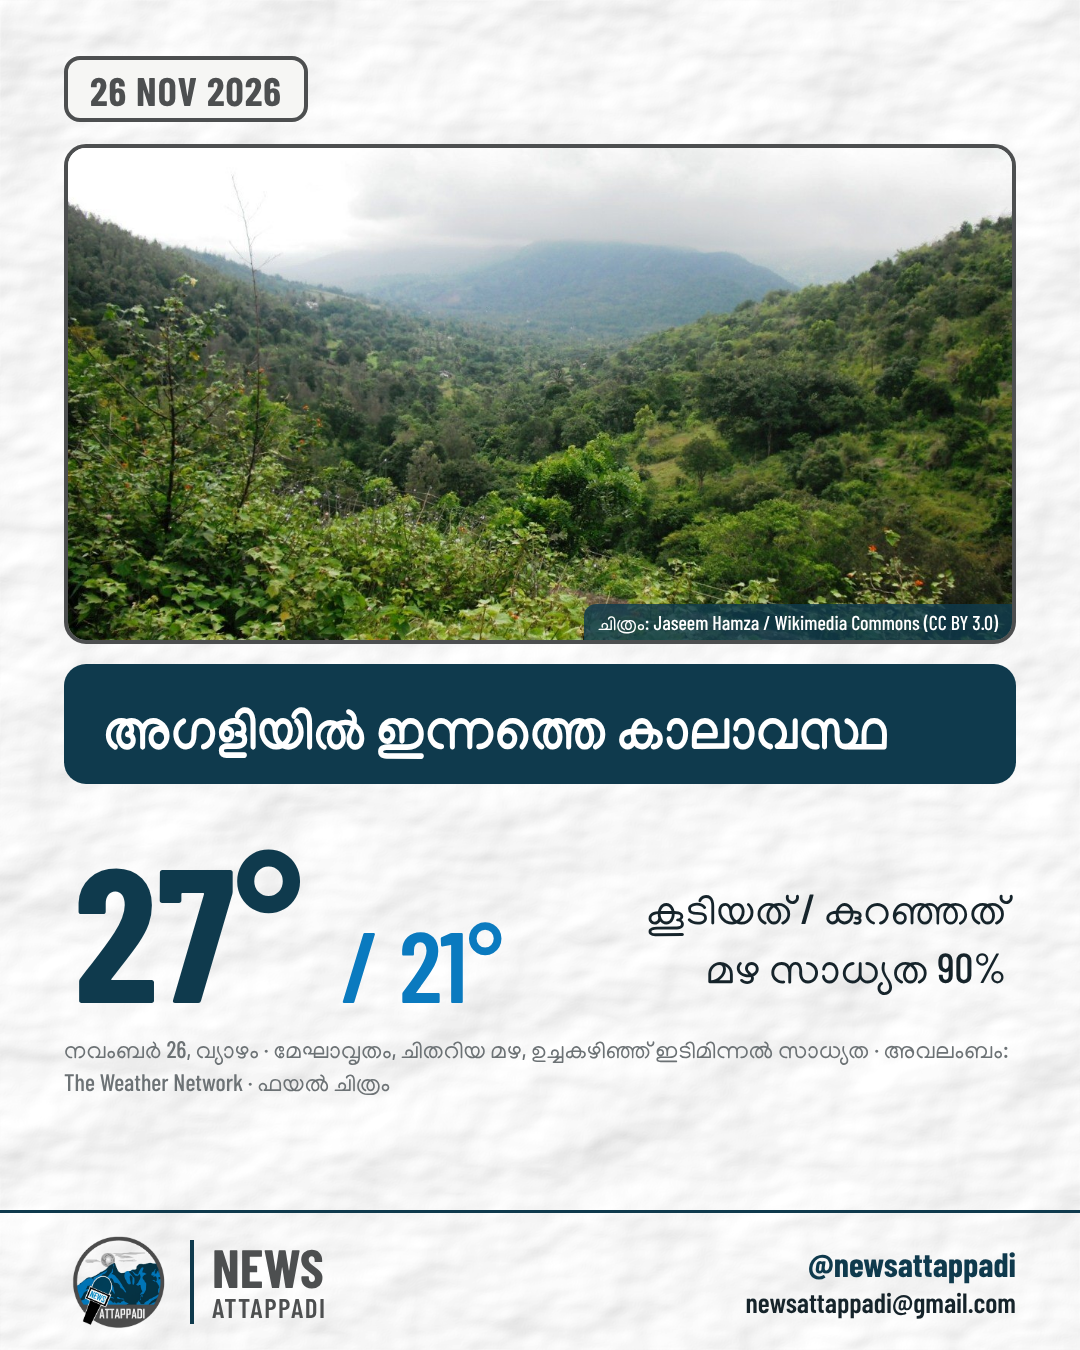 26 NOV 2026
ചിത്രം: Jaseem Hamza / Wikimedia Commons (CC BY 3.0)
അഗളിയിൽ ഇന്നത്തെ കാലാവസ്ഥ
27° / 21°
കൂടിയത് / കുറഞ്ഞത്
മഴ സാധ്യത 90%
നവംബർ 26, വ്യാഴം · മേഘാവൃതം, ചിതറിയ മഴ, ഉച്ചകഴിഞ്ഞ് ഇടിമിന്നൽ സാധ്യത · അവലംബം:
The Weather Network · ഫയൽ ചിത്രം
NEWS
ATTAPPADI
NEWS
ATTAPPADI
@newsattappadi
newsattappadi@gmail.com